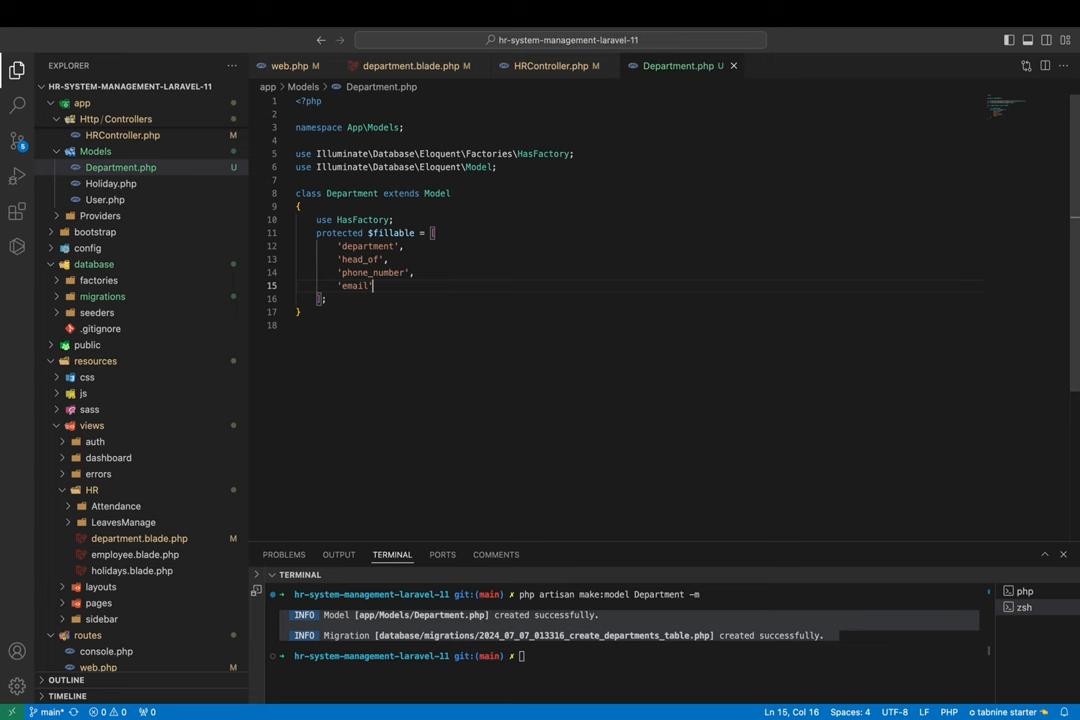 hr-system-management-laravel-11
EXPLORER
HR-SYSTEM-MANAGEMENT-LARAVEL-11
app
Http/Controllers
HRController.php M
Models
Department.php U
Holiday.php
User.php
Providers
bootstrap
config
database
factories
migrations
seeders
.gitignore
public
resources
css
js
sass
views
auth
dashboard
errors
HR
Attendance
LeavesManage
department.blade.php M
employee.blade.php
holidays.blade.php
layouts
pages
sidebar
routes
console.php
web.php M
OUTLINE
TIMELINE
5
web.php M
department.blade.php M
HRController.php M
Department.php U
app > Models > Department.php
1 <?php
2
3 namespace App\Models;
4
5 use Illuminate\Database\Eloquent\Factories\HasFactory;
6 use Illuminate\Database\Eloquent\Model;
7
8 class Department extends Model
9 {
10 use HasFactory;
11 protected $fillable = [
12 'department',
13 'head_of',
14 'phone_number',
15 'email'
16 ];
17 }
18
PROBLEMS OUTPUT TERMINAL PORTS COMMENTS
TERMINAL
hr-system-management-laravel-11 git:(main) ✗ php artisan make:model Department -m
INFO Model [app/Models/Department.php] created successfully.
INFO Migration [database/migrations/2024_07_07_013316_create_departments_table.php] created successfully.
hr-system-management-laravel-11 git:(main) ✗
php
zsh
main* 0 0 0 Ln 15, Col 16 Spaces: 4 UTF-8 LF PHP tabnine starter